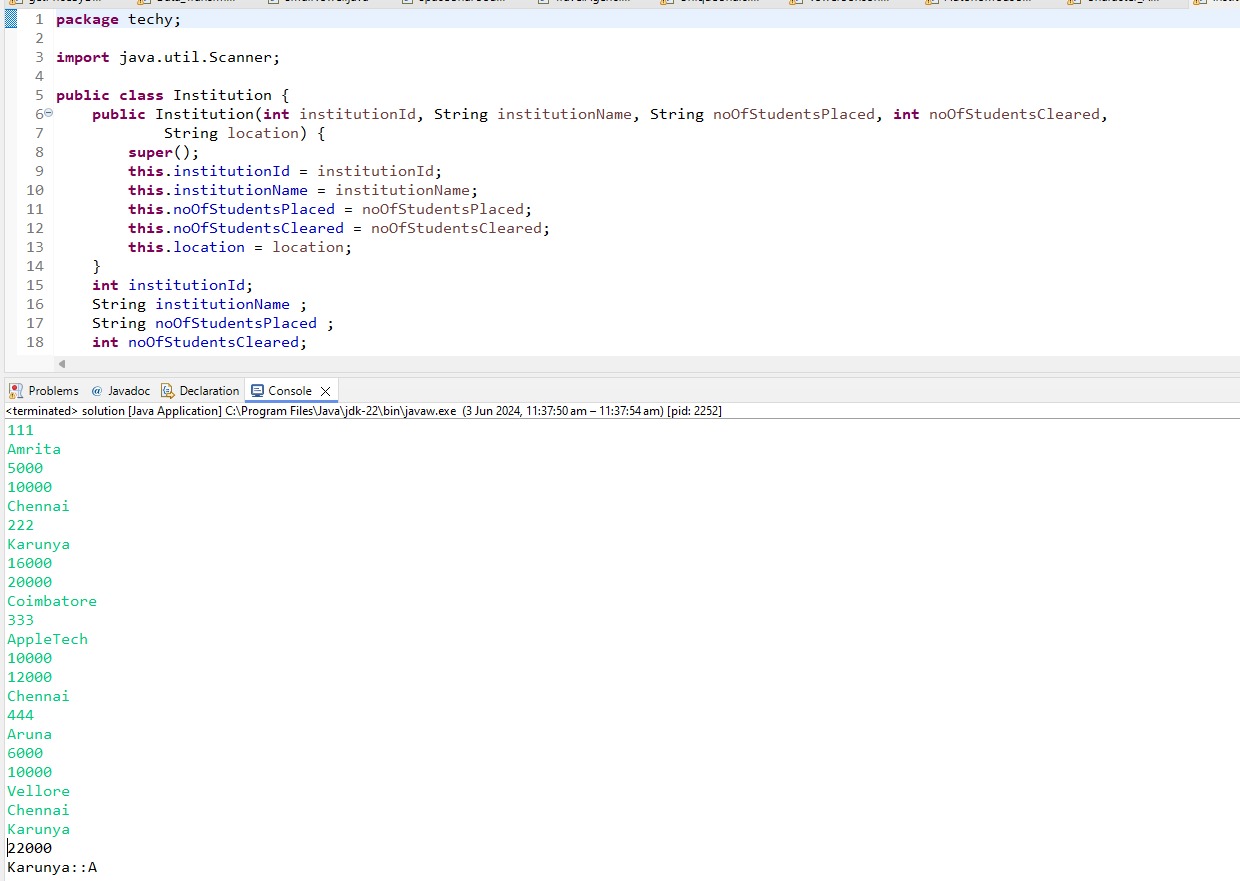 1 package techy;
2
3 import java.util.Scanner;
4
5 public class Institution {
6 public Institution(int institutionId, String institutionName, String noOfStudentsPlaced, int noOfStudentsCleared,
7 String location) {
8 super();
9 this.institutionId = institutionId;
10 this.institutionName = institutionName;
11 this.noOfStudentsPlaced = noOfStudentsPlaced;
12 this.noOfStudentsCleared = noOfStudentsCleared;
13 this.location = location;
14 }
15 int institutionId;
16 String institutionName ;
17 String noOfStudentsPlaced ;
18 int noOfStudentsCleared;
Problems @ Javadoc Declaration Console
<terminated> solution [Java Application] C:\Program Files\Java\jdk-22\bin\javaw.exe (3 Jun 2024, 11:37:50 am – 11:37:54 am) [pid: 2252]
111
Amrita
5000
10000
Chennai
222
Karunya
16000
20000
Coimbatore
333
AppleTech
10000
12000
Chennai
444
Aruna
6000
10000
Vellore
Chennai
Karunya
22000
Karunya::A